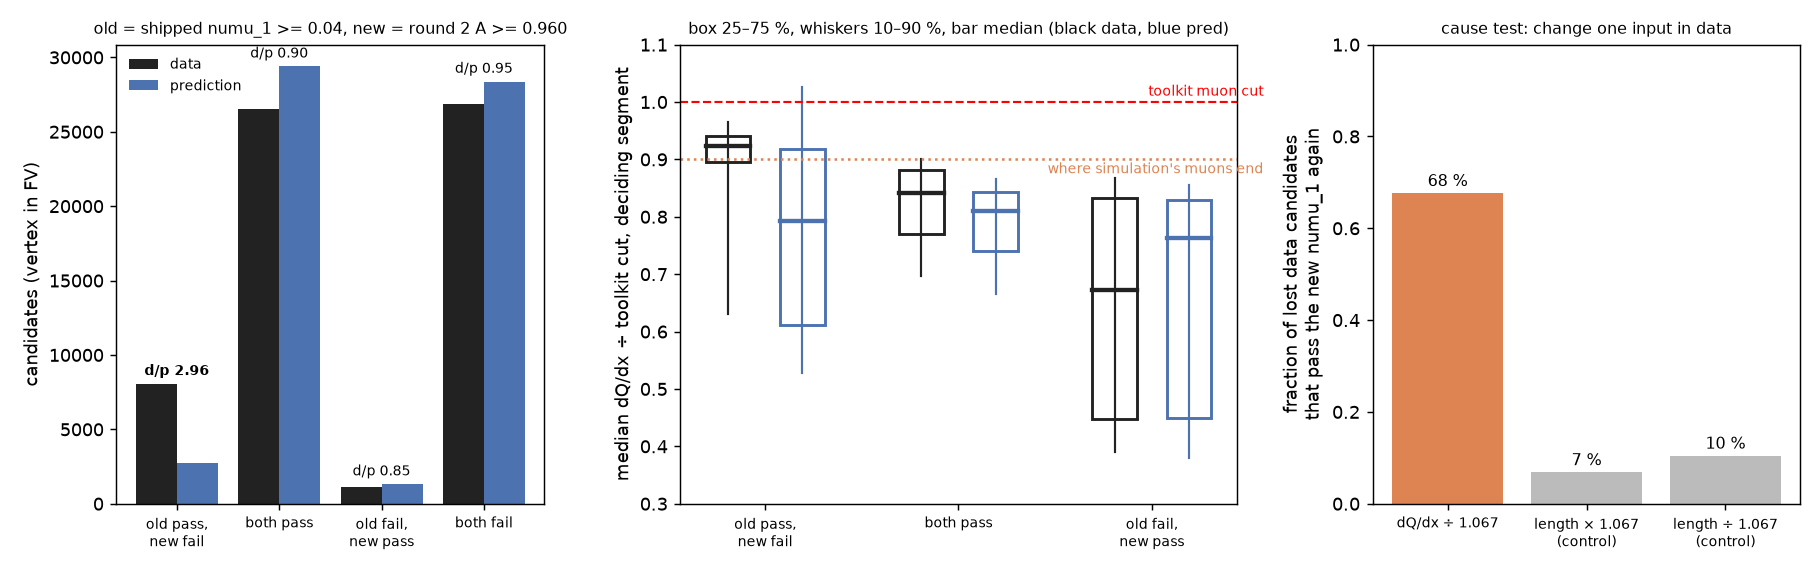 old = shipped numu_1 >= 0.04, new = round 2 A >= 0.960
candidates (vertex in FV)
30000
25000
20000
15000
10000
5000
0
data
prediction
d/p 2.96
d/p 0.90
d/p 0.85
d/p 0.95
old pass,
new fail
both pass
old fail,
new pass
both fail
box 25–75 %, whiskers 10–90 %, bar median (black data, blue pred)
median dQ/dx ÷ toolkit cut, deciding segment
1.1
1.0
0.9
0.8
0.7
0.6
0.5
0.4
0.3
toolkit muon cut
where simulation's muons end
old pass,
new fail
both pass
old fail,
new pass
cause test: change one input in data
fraction of lost data candidates
that pass the new numu_1 again
1.0
0.8
0.6
0.4
0.2
0.0
68 %
7 %
10 %
dQ/dx ÷ 1.067
length × 1.067
(control)
length ÷ 1.067
(control)